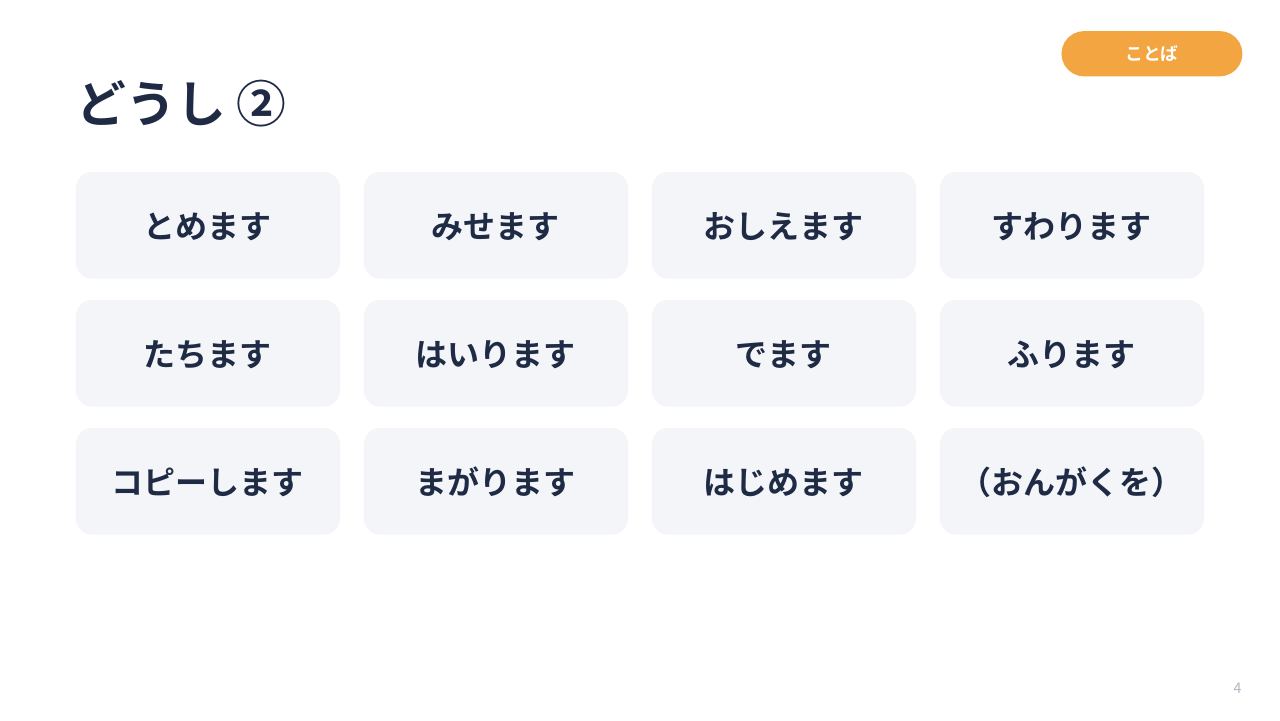 ことば
どうし ②
とめます
みせます
おしえます
すわります
たちます
はいります
でます
ふります
コピーします
まがります
はじめます
（おんがくを）
4